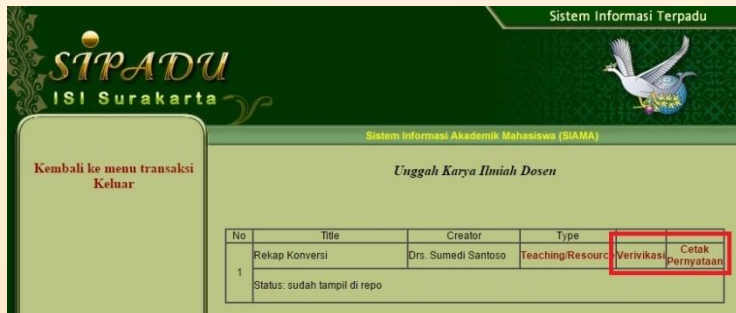 Sistem Informasi Terpadu
SIPADU
ISI Surakarta
Sistem Informasi Akademik Mahasiswa (SIAMA)
Kembali ke menu transaksi
Keluar
Unggah Karya Ilmiah Dosen
No Title Creator Type
1 Rekap Konversi Drs. Sumedi Santoso Teaching/Resource Verivikasi Cetak Pernyataan
Status: sudah tampil di repo